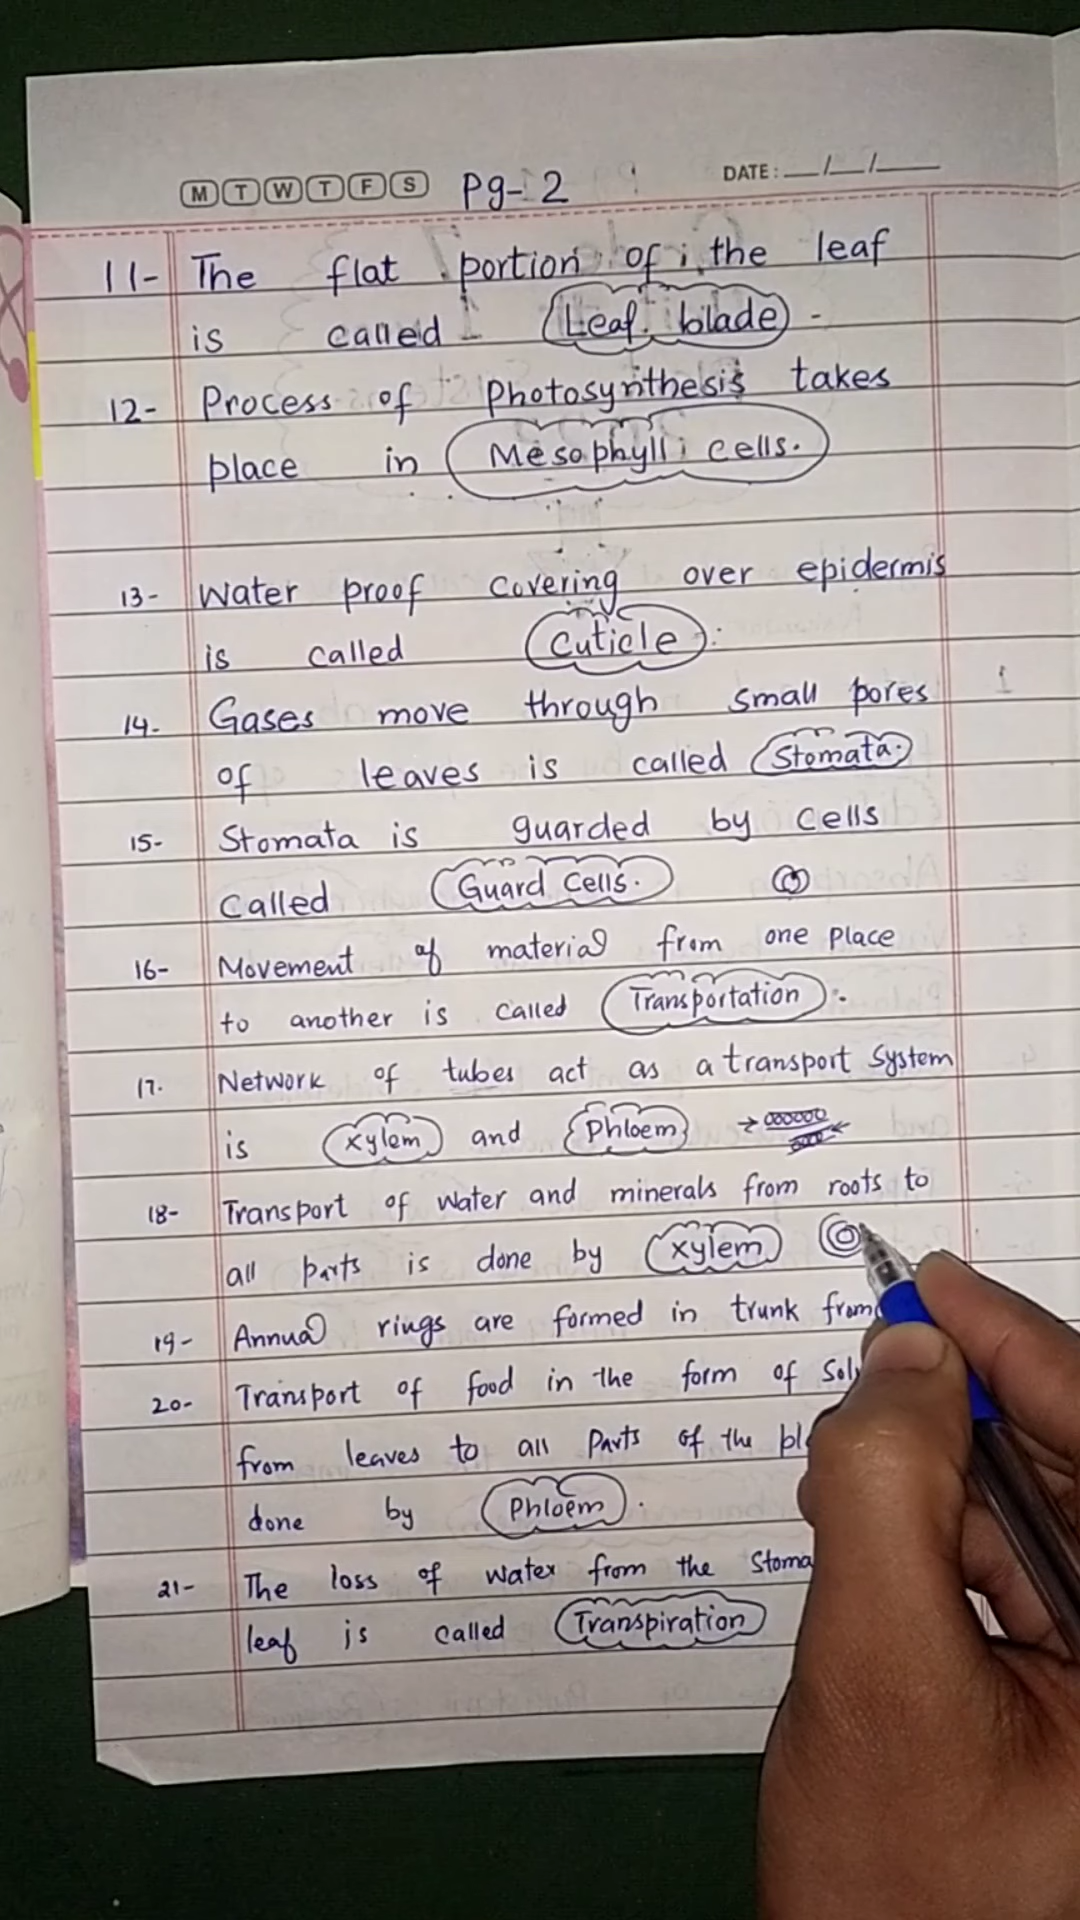 M T W T F S Pg-2 DATE: __/__/____
11- The flat portion of the leaf
is called Leaf blade
12- Process of Photosynthesis takes
place in Mesophyll cells.
13- Water proof covering over epidermis
is called Cuticle.
14- Gases move through small pores
of leaves is called Stomata.
15- Stomata is guarded by cells
called Guard cells.
16- Movement of material from one place
to another is called Transportation.
17. Network of tubes act as a transport system
is xylem and Phloem
18- Transport of water and minerals from roots to
all parts is done by xylem
19- Annual rings are formed in trunk from
20- Transport of food in the form of
from leaves to all parts of the
done by Phloem.
21- The loss of water from the
leaf is called Transpiration